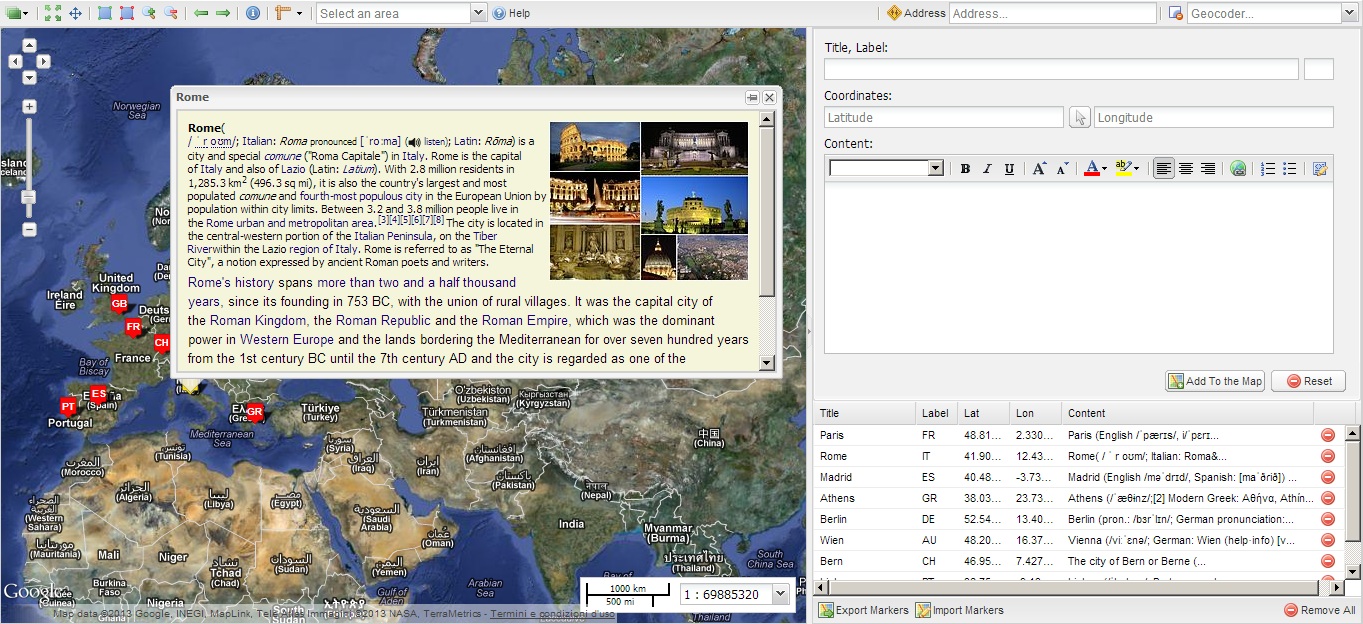 Select an area
Help
Address
Address...
Geocoder...
Title, Label:
Coordinates:
Latitude
Longitude
Content:
B I U A A A ab
Add To the Map
Reset
Title Label Lat Lon Content
Paris FR 48.81... 2.330... Paris (English /ˈpærɪs/, i/ˈpɛrɪ...
Rome IT 41.90... 12.43... Rome( / ˈ r oʊm/; Italian: Roma&...
Madrid ES 40.48... -3.73... Madrid (English /məˈdrɪd/, Spanish: [maˈðɾið]) ...
Athens GR 38.03... 23.73... Athens (/ˈæθɨnz/;[2] Modern Greek: Αθήνα, Athín...
Berlin DE 52.54... 13.40... Berlin (pron.: /bɜrˈlɪn/; German pronunciation:...
Wien AU 48.20... 16.37... Vienna (/viːˈɛnə/; German: Wien (help·info) [v...
Bern CH 46.95... 7.427... The city of Bern or Berne (...
Export Markers
Import Markers
Remove All
Rome
Rome(
/ ˈ r oʊm/; Italian: Roma pronounced [ˈroːma] ( listen); Latin: Rōma) is a
city and special comune ("Roma Capitale") in Italy. Rome is the capital
of Italy and also of Lazio (Latin: Latium). With 2.8 million residents in
1,285.3 km2 (496.3 sq mi), it is also the country's largest and most
populated comune and fourth-most populous city in the European Union by
population within city limits. Between 3.2 and 3.8 million people live in
the Rome urban and metropolitan area.[3][4][5][6][7][8] The city is located in
the central-western portion of the Italian Peninsula, on the Tiber
Riverwithin the Lazio region of Italy. Rome is referred to as "The Eternal
City", a notion expressed by ancient Roman poets and writers.
Rome's history spans more than two and a half thousand
years, since its founding in 753 BC, with the union of rural villages. It was the capital city of
the Roman Kingdom, the Roman Republic and the Roman Empire, which was the dominant
power in Western Europe and the lands bordering the Mediterranean for over seven hundred years
from the 1st century BC until the 7th century AD and the city is regarded as one of the
Norwegian
Sea
United
Kingdom
Ireland
Éire
GB
FR
CH
France
Bay of
Biscay
ES
(Spain)
PT
Portugal
GR
Mediterranean
Sea
Türkiye
(Turkey)
O'zbekiston
(Uzbekistan)
Кыргызстан
(Kyrgyzstan)
Türkmenistan
(Turkmenistan)
中国
(China)
المغرب
(Morocco)
تونس
(Tunisia)
الجزائر
(Algeria)
ليبيا
(Libya)
مصر
(Egypt)
سوريا
(Syria)
العراق
(Iraq)
إيران
(Iran)
افغانستان
(Afghanistan)
پاکستان
(Pakistan)
नेपाल
(Nepal)
السعودية
(Saudi
Arabia)
عُمان
(Oman)
الصحراء
الغربية
(Western
Sahara)
موريتانيا
(Mauritania)
Mali
Niger
تشاد
Tchad
(Chad)
السودان
(Sudan)
اليمن
(Yemen)
India
Myanmar
(Burma)
ประเทศไทย
(Thailand)
South
China Sea
Arabian
Sea
Gulf of
Aden
Burkina
Faso
Nigeria
Google
1000 km
500 mi
1 : 69885320
Map data ©2013 Google, INEGI, MapLink, Tele Atlas Immagini ©2013 NASA, TerraMetrics - Termini e condizioni d'uso